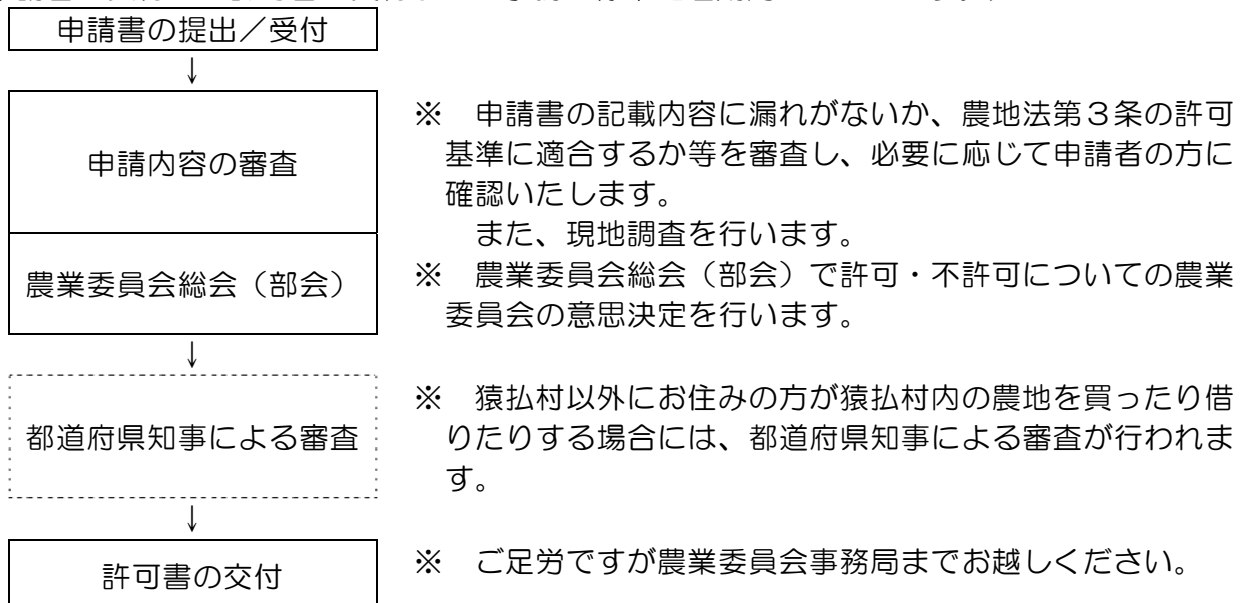 申請書の提出／受付
↓
申請内容の審査
※　申請書の記載内容に漏れがないか、農地法第３条の許可
基準に適合するか等を審査し、必要に応じて申請者の方に
確認いたします。
また、現地調査を行います。
農業委員会総会（部会）
※　農業委員会総会（部会）で許可・不許可についての農業
委員会の意思決定を行います。
↓
都道府県知事による審査
※　猿払村以外にお住みの方が猿払村内の農地を買ったり借
りたりする場合には、都道府県知事による審査が行われま
す。
↓
許可書の交付
※　ご足労ですが農業委員会事務局までお越しください。